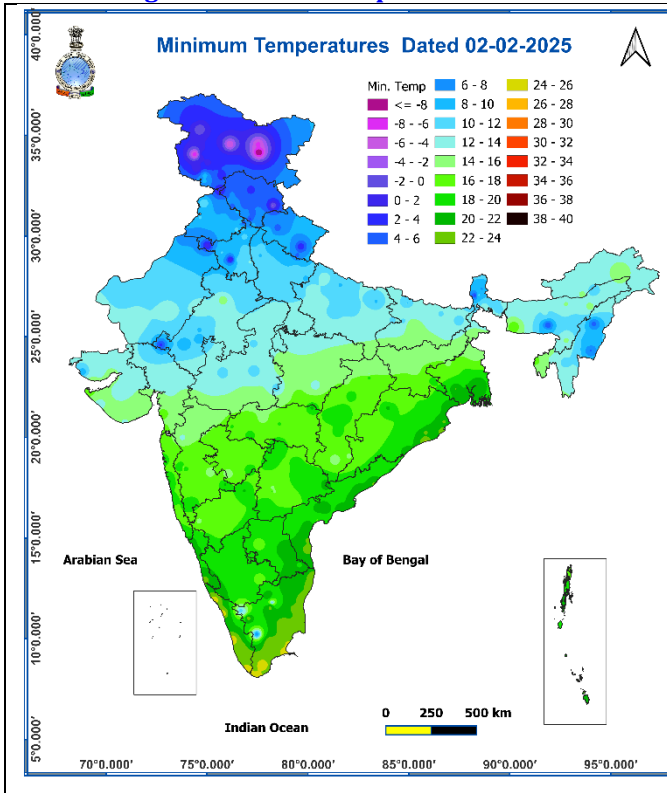 Minimum Temperatures Dated 02-02-2025
Min. Temp
<= -8
-8 - -6
-6 - -4
-4 - -2
-2 - 0
0 - 2
2 - 4
4 - 6
6 - 8
8 - 10
10 - 12
12 - 14
14 - 16
16 - 18
18 - 20
20 - 22
22 - 24
24 - 26
26 - 28
28 - 30
30 - 32
32 - 34
34 - 36
36 - 38
38 - 40
40°0.000'
35°0.000'
30°0.000'
25°0.000'
20°0.000'
15°0.000'
10°0.000'
5°0.000'
Arabian Sea
Bay of Bengal
Indian Ocean
0 250 500 km
70°0.000' 75°0.000' 80°0.000' 85°0.000' 90°0.000' 95°0.000'